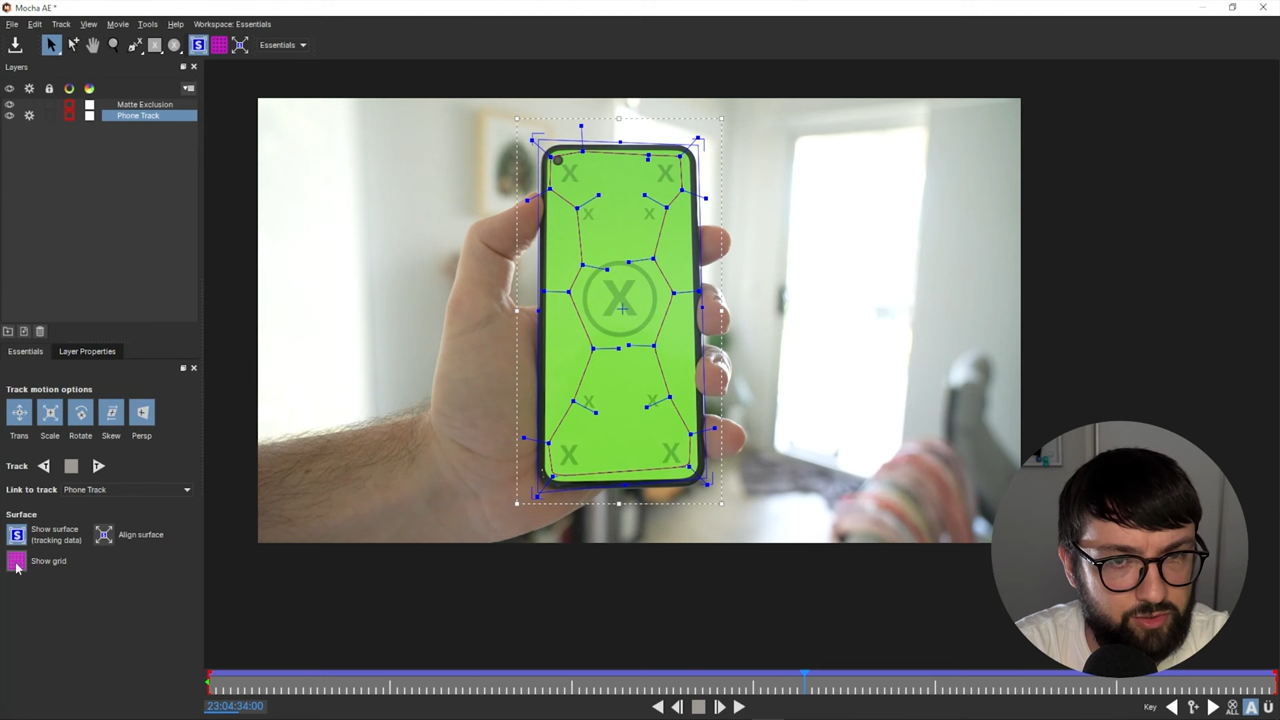 Mocha AE *
File Edit Track View Movie Tools Help Workspace: Essentials
S
Essentials
Layers
Matte Exclusion
Phone Track
Essentials Layer Properties
Track motion options
Trans Scale Rotate Skew Persp
Track
Link to track Phone Track
Surface
S Show surface
(tracking data)
Align surface
Show grid
X X
X X
X
X X
X X
23:04:34:00
Key
ALL
A
Ü